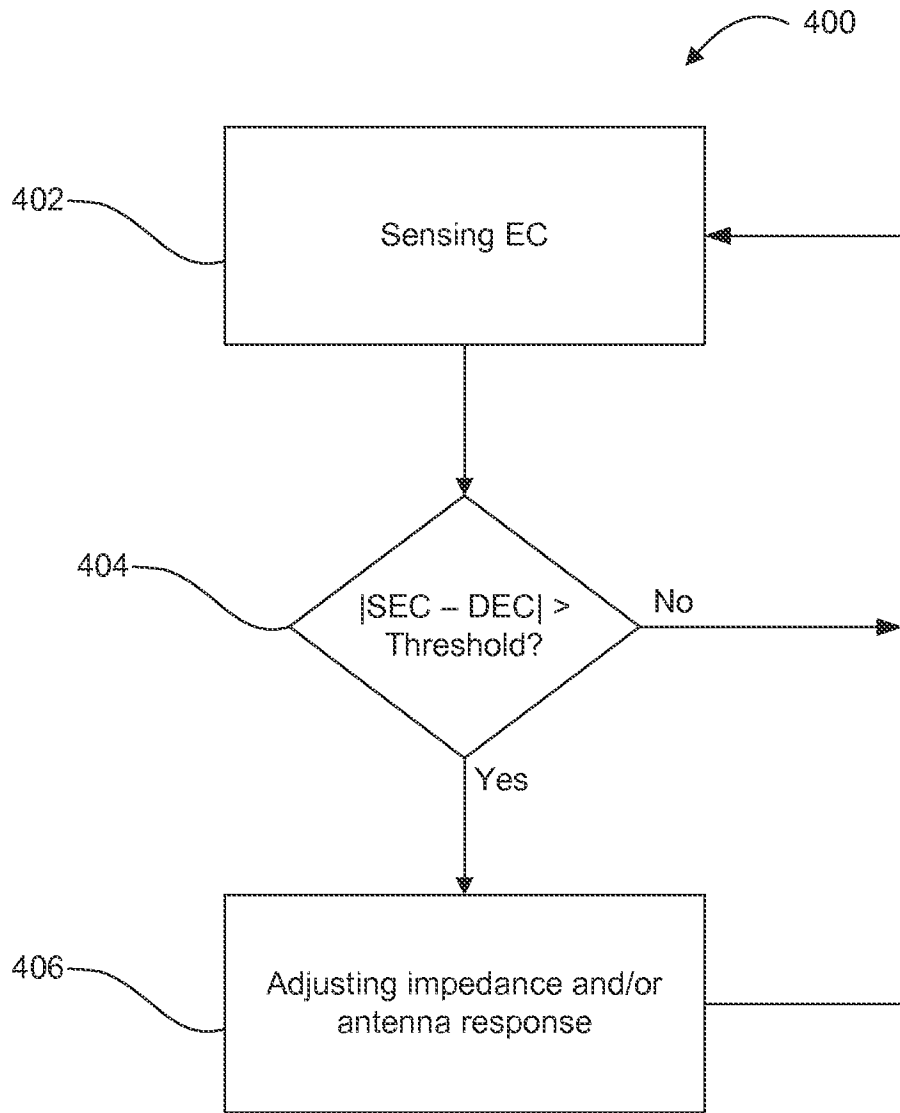 400
402
Sensing EC
404
|SEC – DEC| >
Threshold?
No
Yes
406
Adjusting impedance and/or
antenna response